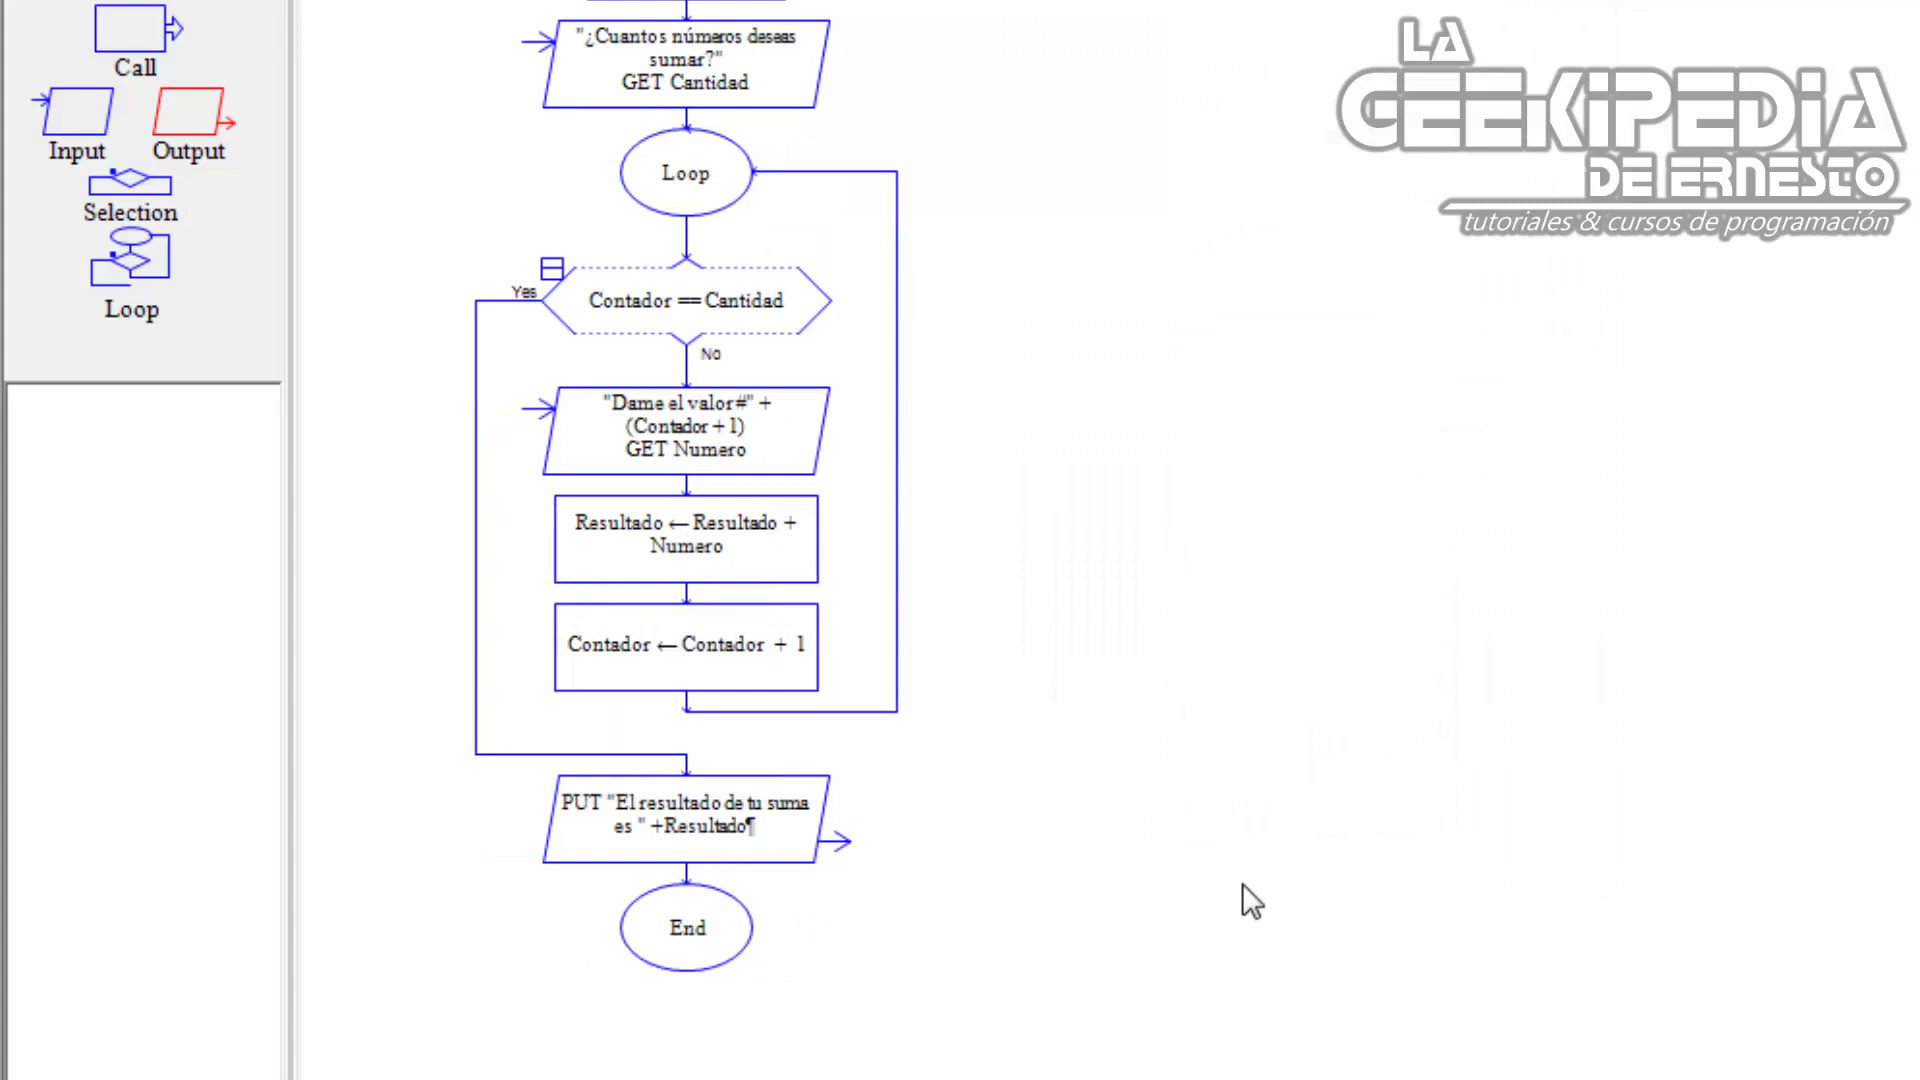 Call
Input
Output
Selection
Loop
"¿Cuantos números deseas
sumar?"
GET Cantidad
Loop
Yes
Contador == Cantidad
No
"Dame el valor#" +
(Contador + 1)
GET Numero
Resultado ← Resultado +
Numero
Contador ← Contador + 1
PUT "El resultado de tu suma
es " +Resultado¶
End
LA
GEEKIPEDIA
DE ERNESTO
tutoriales & cursos de programación